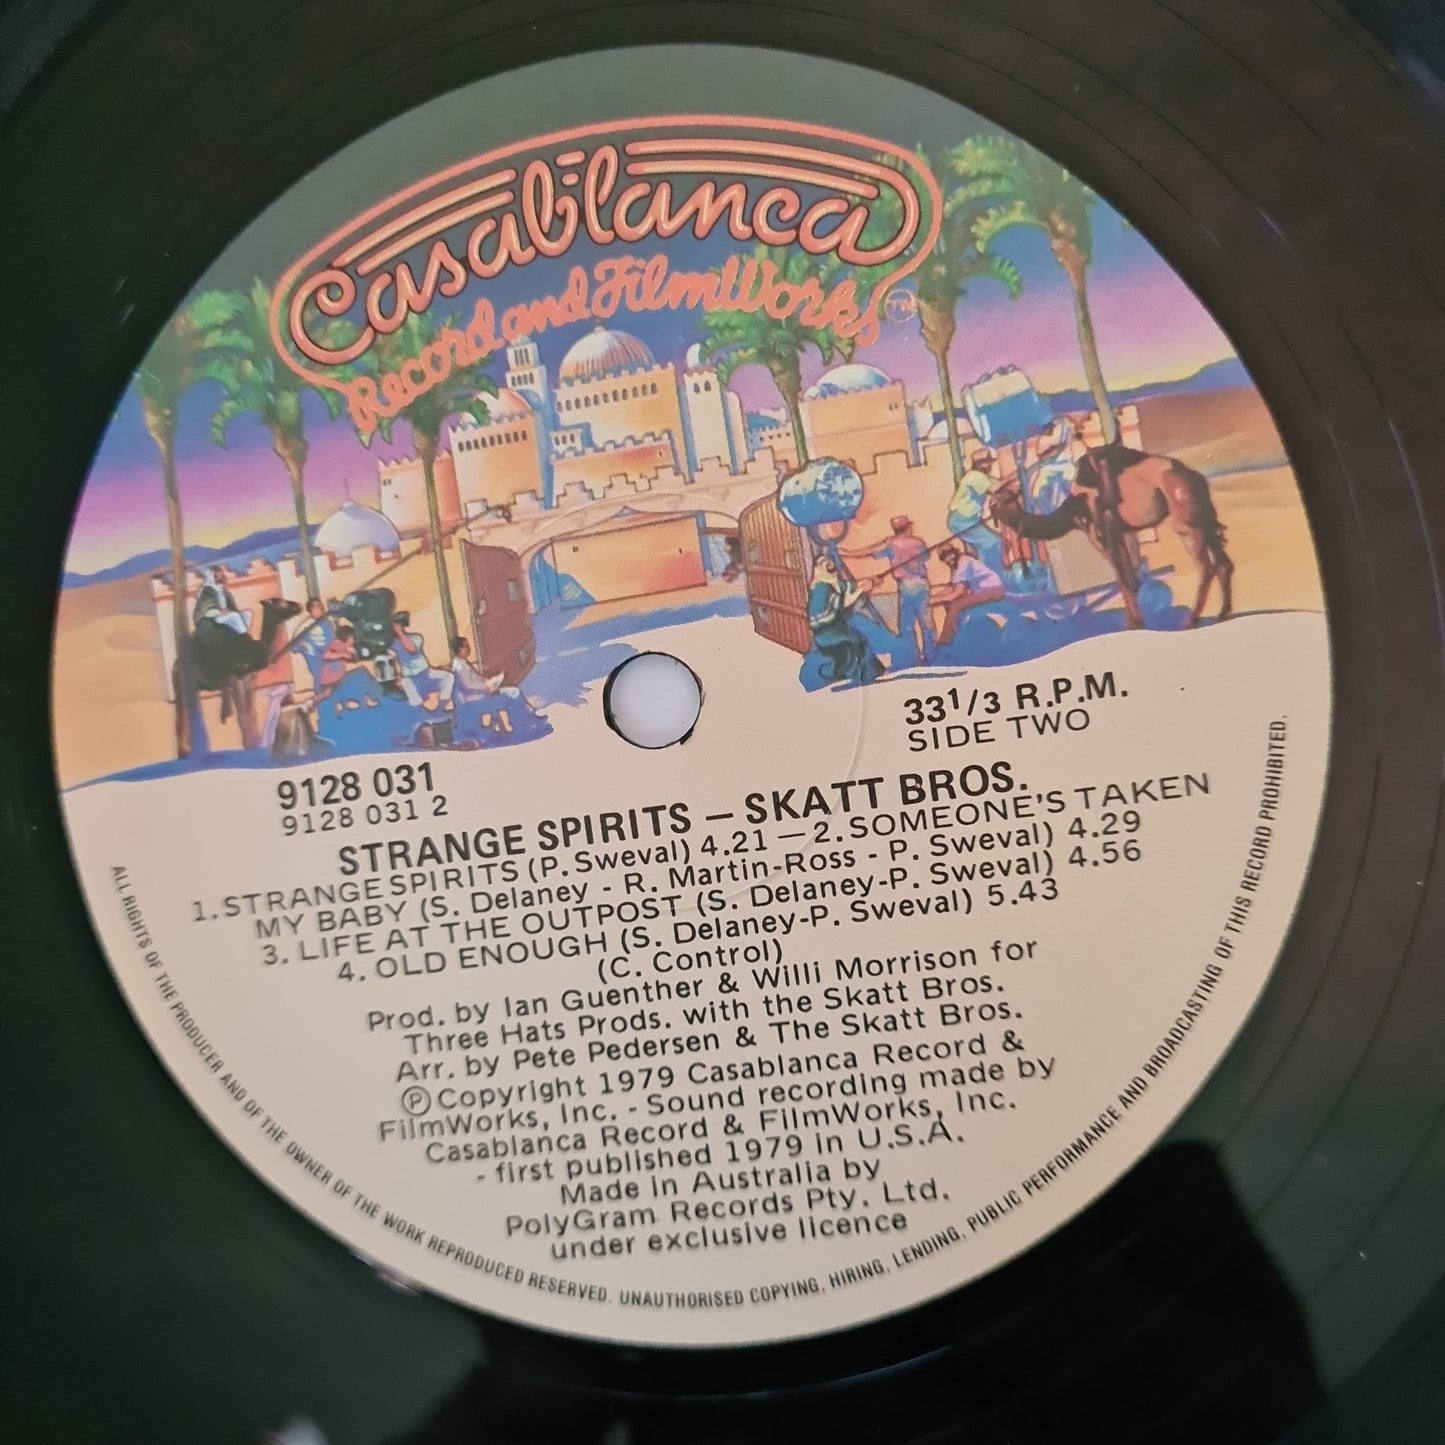 Casablanca
Record and FilmWorks
TM
33 1/3 R.P.M.
SIDE TWO
9128 031
9128 031 2
STRANGE SPIRITS – SKATT BROS.
1. STRANGE SPIRITS (P. Sweval) 4.21 — 2. SOMEONE'S TAKEN
MY BABY (S. Delaney - R. Martin-Ross - P. Sweval) 4.29
3. LIFE AT THE OUTPOST (S. Delaney-P. Sweval) 4.56
4. OLD ENOUGH (S. Delaney-P. Sweval) 5.43
(C. Control)
Prod. by Ian Guenther & Willi Morrison for
Three Hats Prods. with the Skatt Bros.
Arr. by Pete Pedersen & The Skatt Bros.
Ⓟ Copyright 1979 Casablanca Record &
FilmWorks, Inc. - Sound recording made by
Casablanca Record & FilmWorks, Inc.
- first published 1979 in U.S.A.
Made in Australia by
PolyGram Records Pty. Ltd.
under exclusive licence
ALL RIGHTS OF THE PRODUCER AND OF THE OWNER OF THE WORK REPRODUCED RESERVED. UNAUTHORISED COPYING, HIRING, LENDING, PUBLIC PERFORMANCE AND BROADCASTING OF THIS RECORD PROHIBITED.